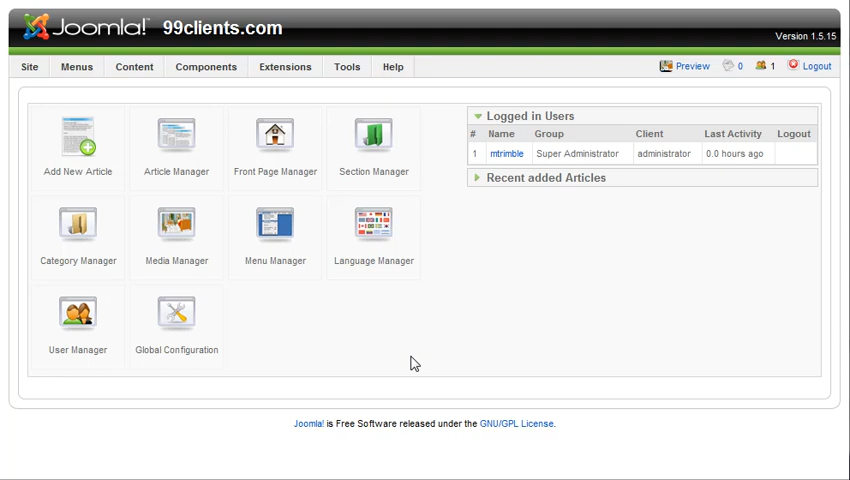 Joomla!™ 99clients.com
Version 1.5.15
Site Menus Content Components Extensions Tools Help Preview 0 1 Logout
Add New Article Article Manager Front Page Manager Section Manager
Category Manager Media Manager Menu Manager Language Manager
User Manager Global Configuration
Logged in Users
# Name Group Client Last Activity Logout
1 mtrimble Super Administrator administrator 0.0 hours ago
Recent added Articles
Joomla! is Free Software released under the GNU/GPL License.